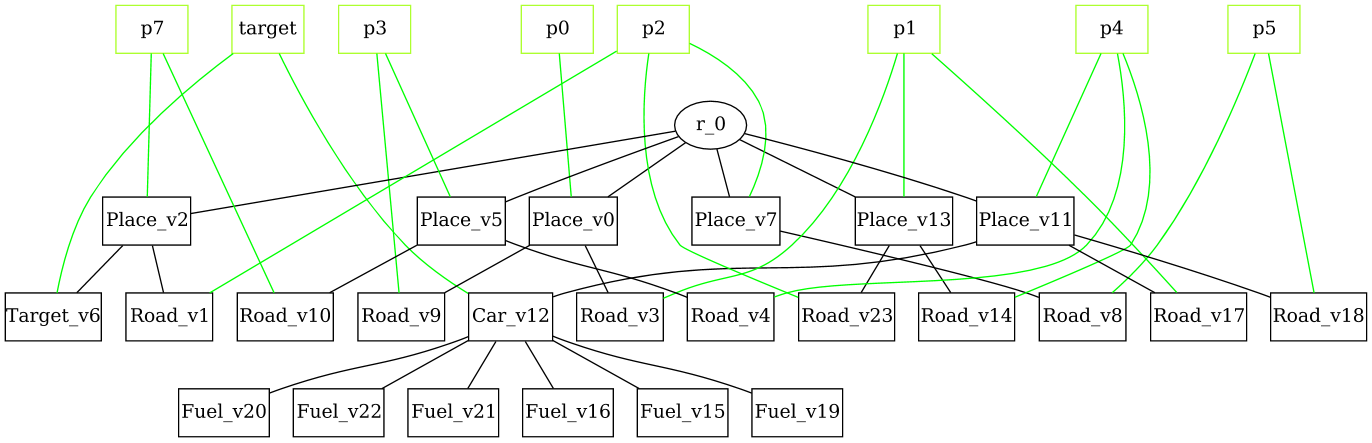 p7 target p3 p0 p2 p1 p4 p5
r_0
Place_v2 Place_v5 Place_v0 Place_v7 Place_v13 Place_v11
Target_v6 Road_v1 Road_v10 Road_v9 Car_v12 Road_v3 Road_v4 Road_v23 Road_v14 Road_v8 Road_v17 Road_v18
Fuel_v20 Fuel_v22 Fuel_v21 Fuel_v16 Fuel_v15 Fuel_v19